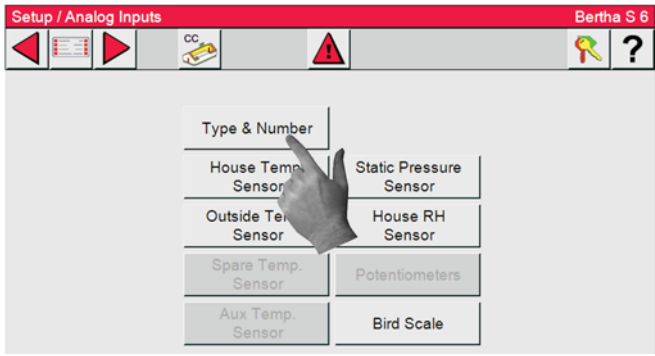 Setup / Analog Inputs
Bertha S 6
CC
?
Type & Number
House Temp.
Sensor
Static Pressure
Sensor
Outside Te
Sensor
House RH
Sensor
Spare Temp.
Sensor
Potentiometers
Aux Temp.
Sensor
Bird Scale